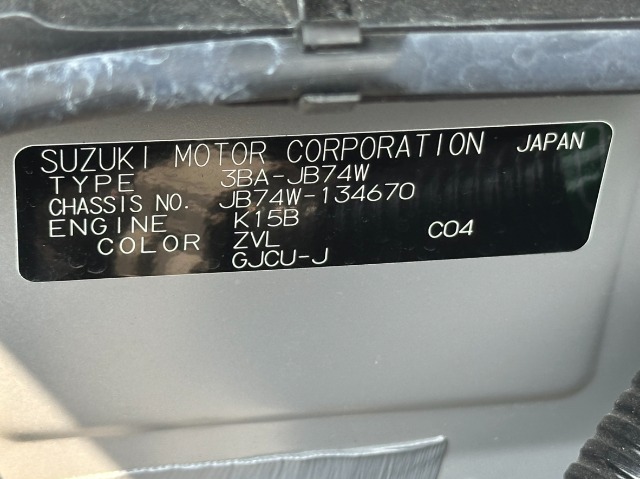 SUZUKI MOTOR CORPORATION JAPAN
TYPE 3BA-JB74W
CHASSIS NO. JB74W-134670
ENGINE K15B
COLOR ZVL C04
GJCU-J